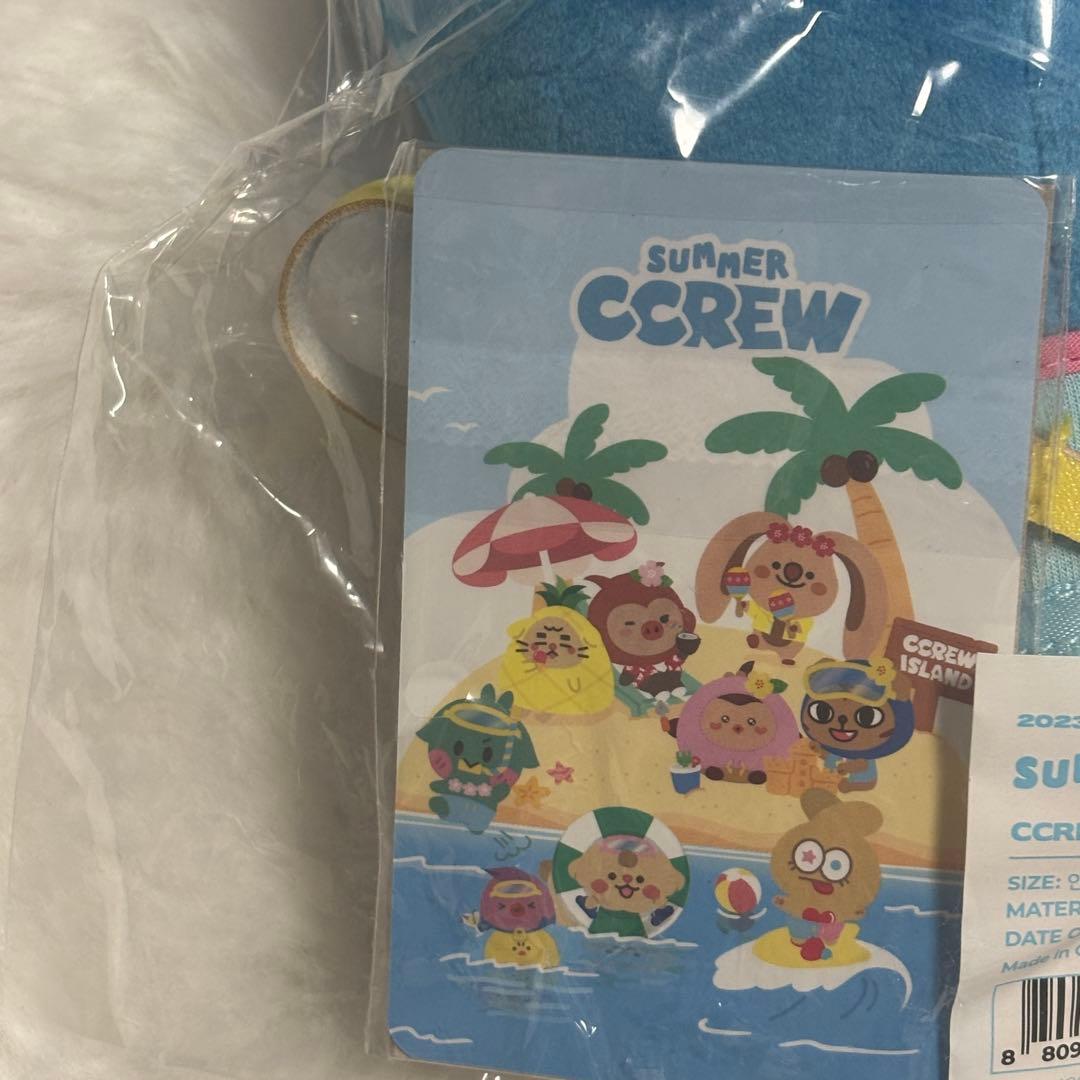 SUMMER
CCREW
CCREW
ISLAND
2023
SIZE:
DATE
Made in
8 809